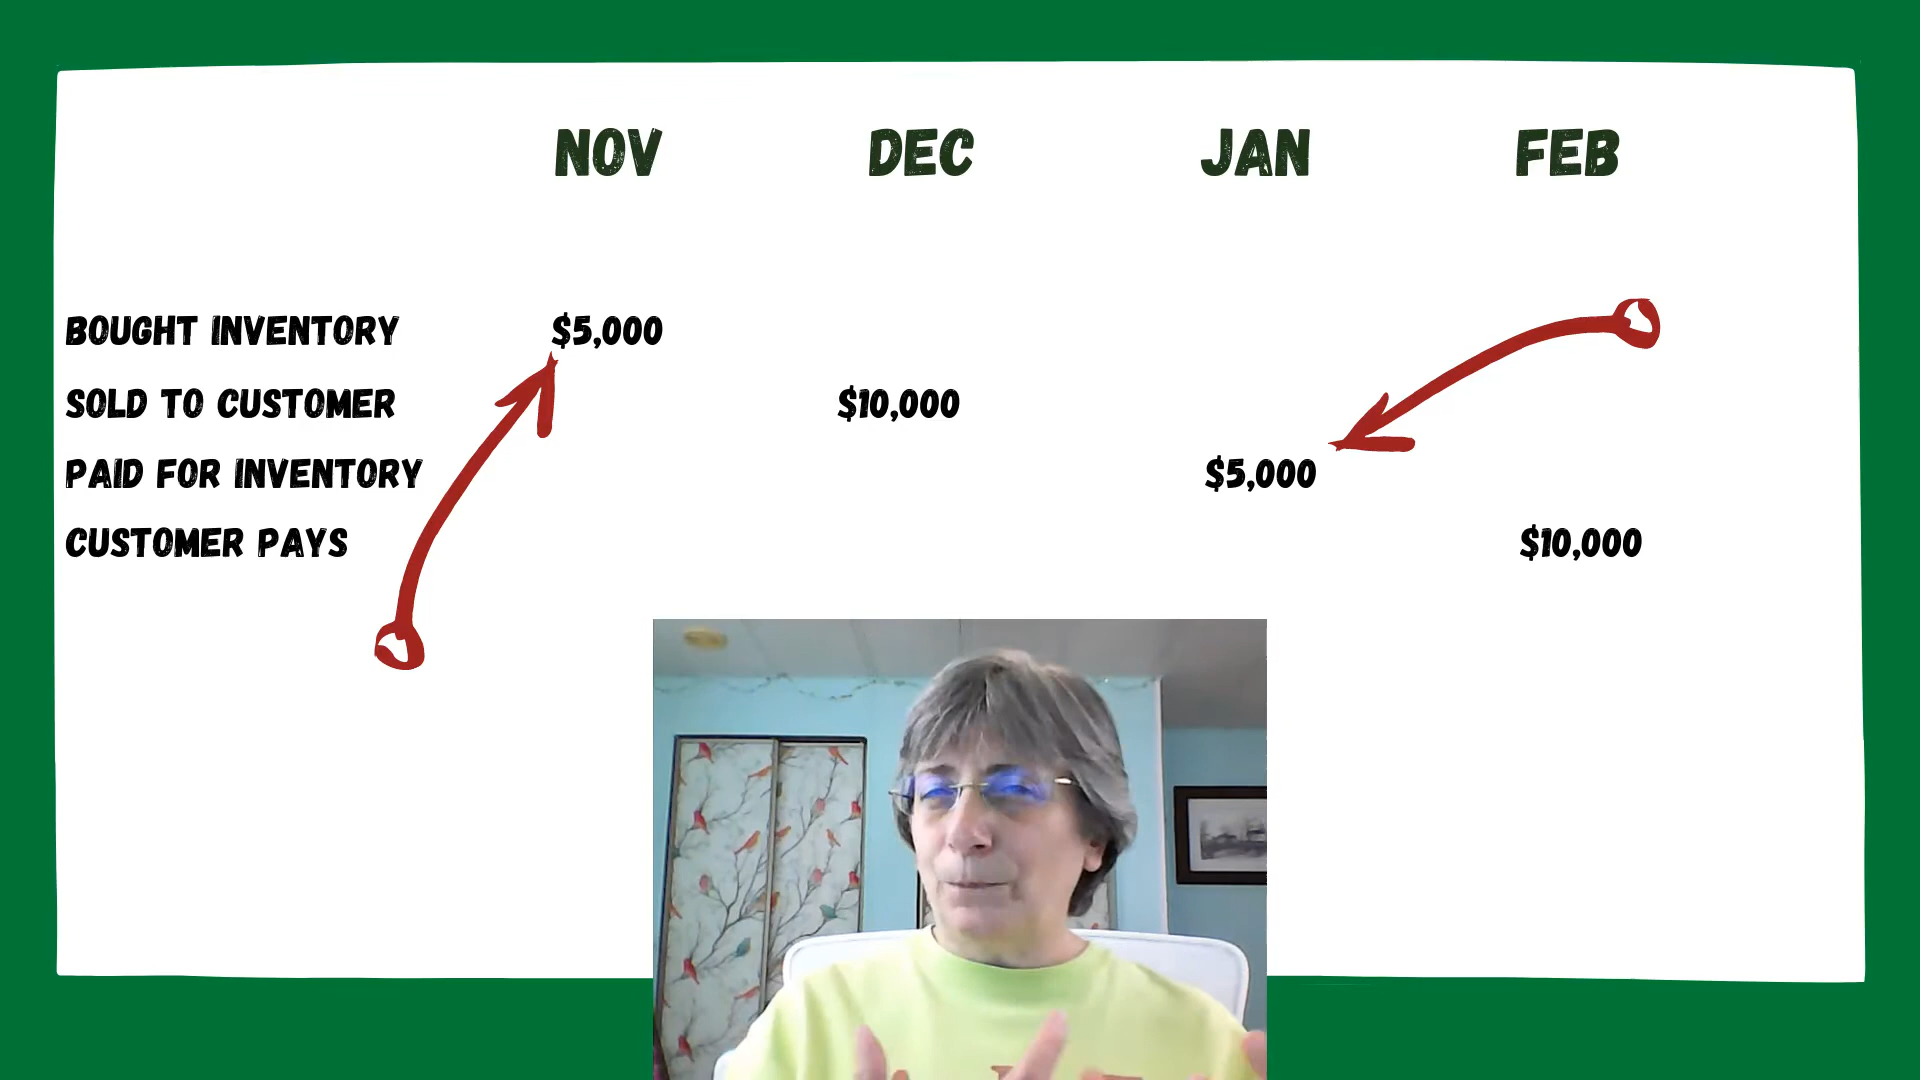 NOV DEC JAN FEB
BOUGHT INVENTORY $5,000
SOLD TO CUSTOMER $10,000
PAID FOR INVENTORY $5,000
CUSTOMER PAYS $10,000